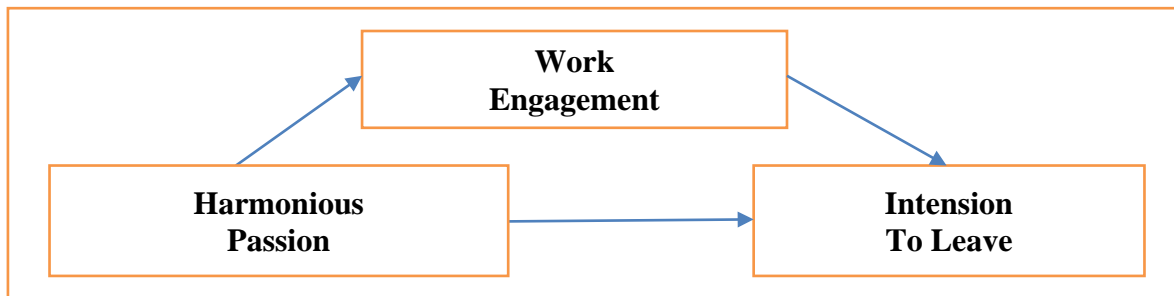 Work
Engagement
Harmonious
Passion
Intension
To Leave